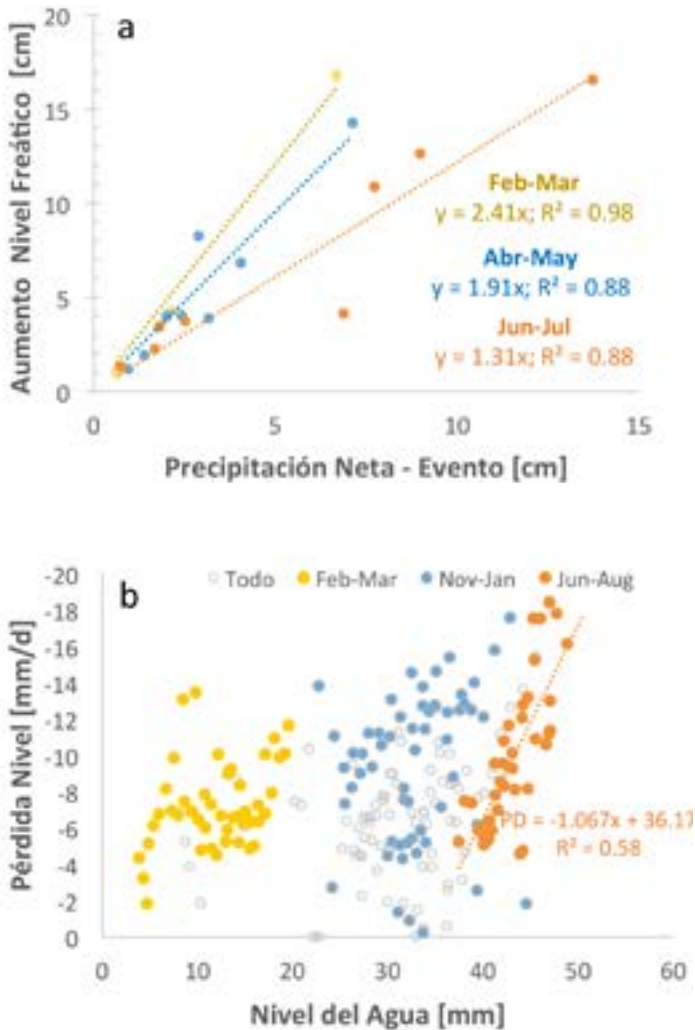 a
Aumento Nivel Freático [cm]
20
15
10
5
0
Feb-Mar
y = 2.41x; R² = 0.98
Abr-May
y = 1.91x; R² = 0.88
Jun-Jul
y = 1.31x; R² = 0.88
0 5 10 15
Precipitación Neta - Evento [cm]
b
Todo Feb-Mar Nov-Jan Jun-Aug
Pérdida Nivel [mm/d]
-20
-18
-16
-14
-12
-10
-8
-6
-4
-2
0
PD = -1.067x + 36.17
R² = 0.58
0 10 20 30 40 50 60
Nivel del Agua [mm]